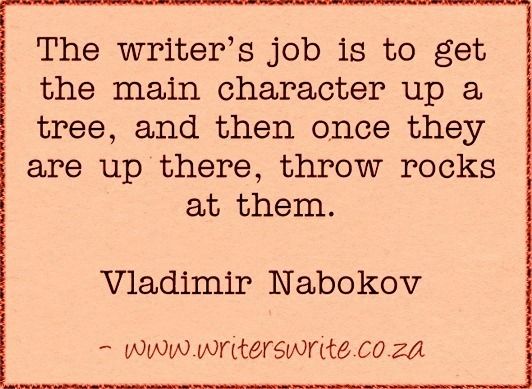 The writer's job is to get
the main character up a
tree, and then once they
are up there, throw rocks
at them.
Vladimir Nabokov
- www.writerswrite.co.za